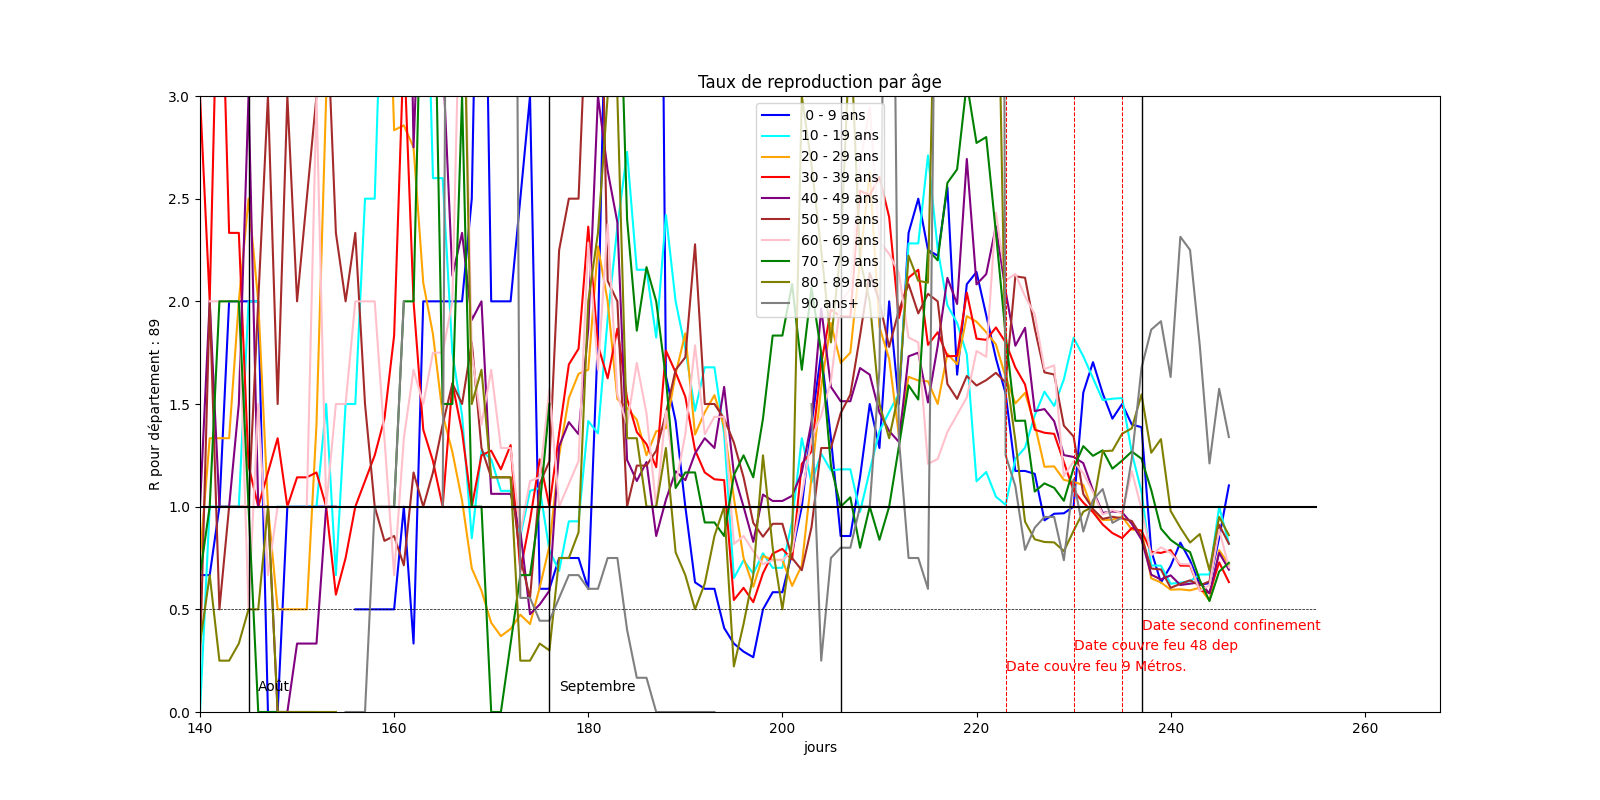 Taux de reproduction par âge
R pour département : 89
3.0
2.5
2.0
1.5
1.0
0.5
0.0
0 - 9 ans
10 - 19 ans
20 - 29 ans
30 - 39 ans
40 - 49 ans
50 - 59 ans
60 - 69 ans
70 - 79 ans
80 - 89 ans
90 ans+
Date second confinement
Date couvre feu 48 dep
Date couvre feu 9 Métros.
Août
Septembre
140
160
180
200
220
240
260
jours